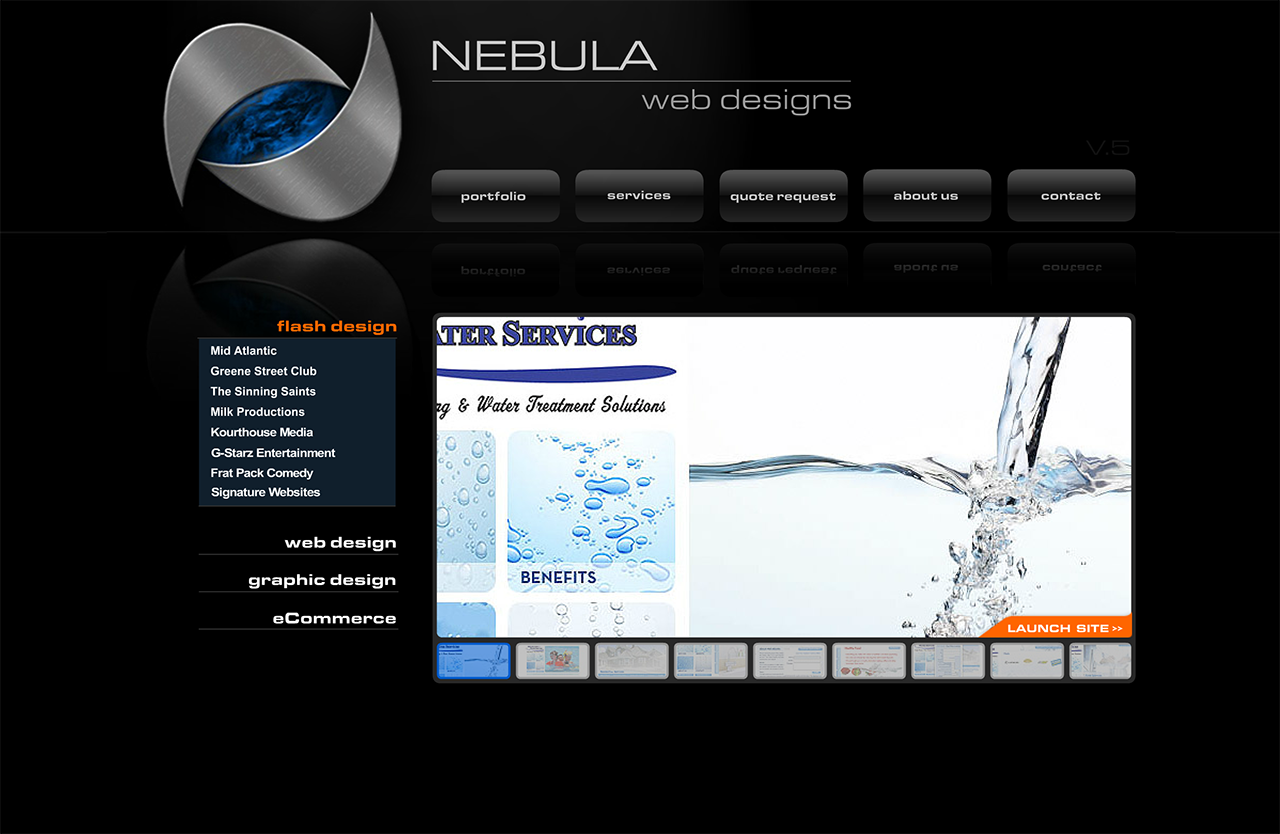 NEBULA
web designs
V.5
portfolio
services
quote request
about us
contact
flash design
Mid Atlantic
Greene Street Club
The Sinning Saints
Milk Productions
Kourthouse Media
G-Starz Entertainment
Frat Pack Comedy
Signature Websites
web design
graphic design
eCommerce
SERVICES
& Water Treatment Solutions
BENEFITS
LAUNCH SITE >>